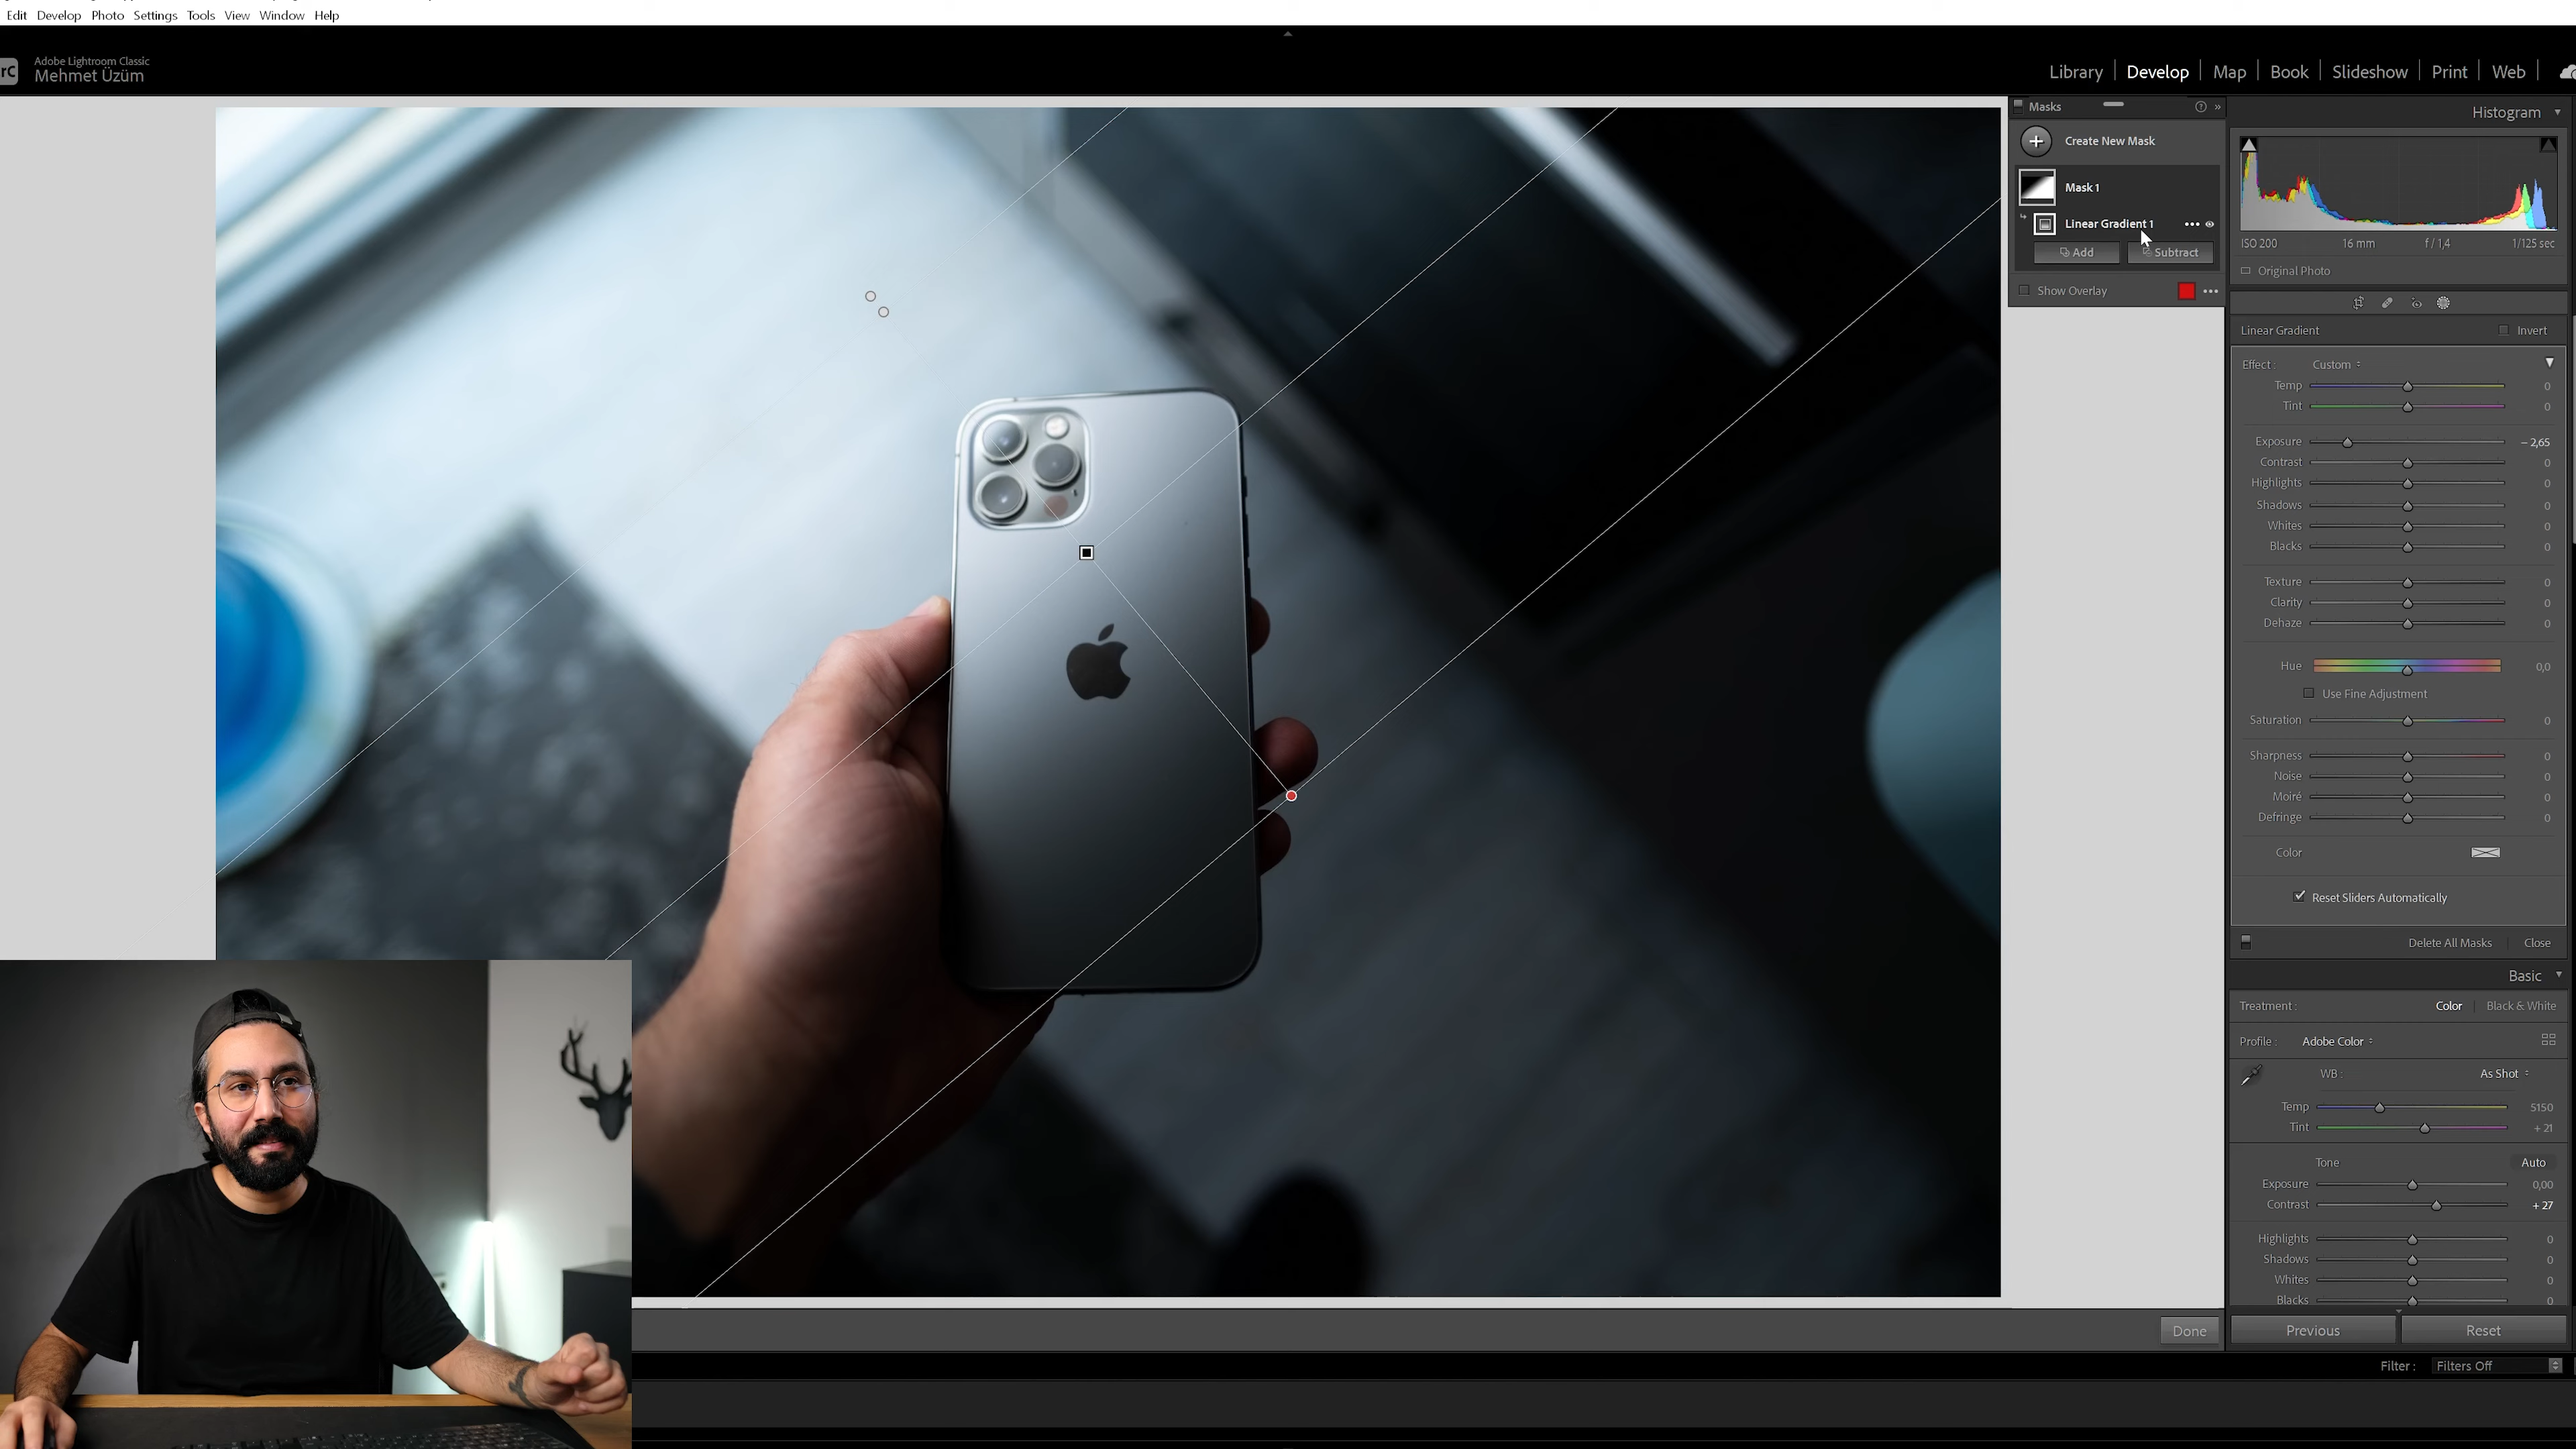 Edit Develop Photo Settings Tools View Window Help
Adobe Lightroom Classic
Mehmet Üzüm
Library | Develop | Map | Book | Slideshow | Print | Web |
Masks
Create New Mask
Mask 1
Linear Gradient 1
Add Subtract
Show Overlay
Histogram
ISO 200 16 mm f / 1,4 1/125 sec
Original Photo
Linear Gradient Invert
Effect : Custom
Temp 0
Tint 0
Exposure – 2,65
Contrast 0
Highlights 0
Shadows 0
Whites 0
Blacks 0
Texture 0
Clarity 0
Dehaze 0
Hue 0,0
Use Fine Adjustment
Saturation 0
Sharpness 0
Noise 0
Moiré 0
Defringe 0
Color
Reset Sliders Automatically
Delete All Masks Close
Basic
Treatment : Color | Black & White
Profile : Adobe Color
WB : As Shot
Temp 5150
Tint + 21
Tone Auto
Exposure 0,00
Contrast + 27
Highlights 0
Shadows 0
Whites 0
Blacks 0
Done Previous Reset
Filter : Filters Off